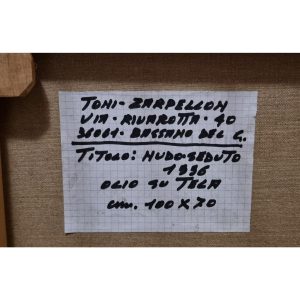 TONI - ZARPELLON
VIA - RIVAROTTA - 40
36061 - BASSANO DEL G.
TITOLO: NUDO SEDUTO
1996
OLIO SU TELA
cm. 100 x 70